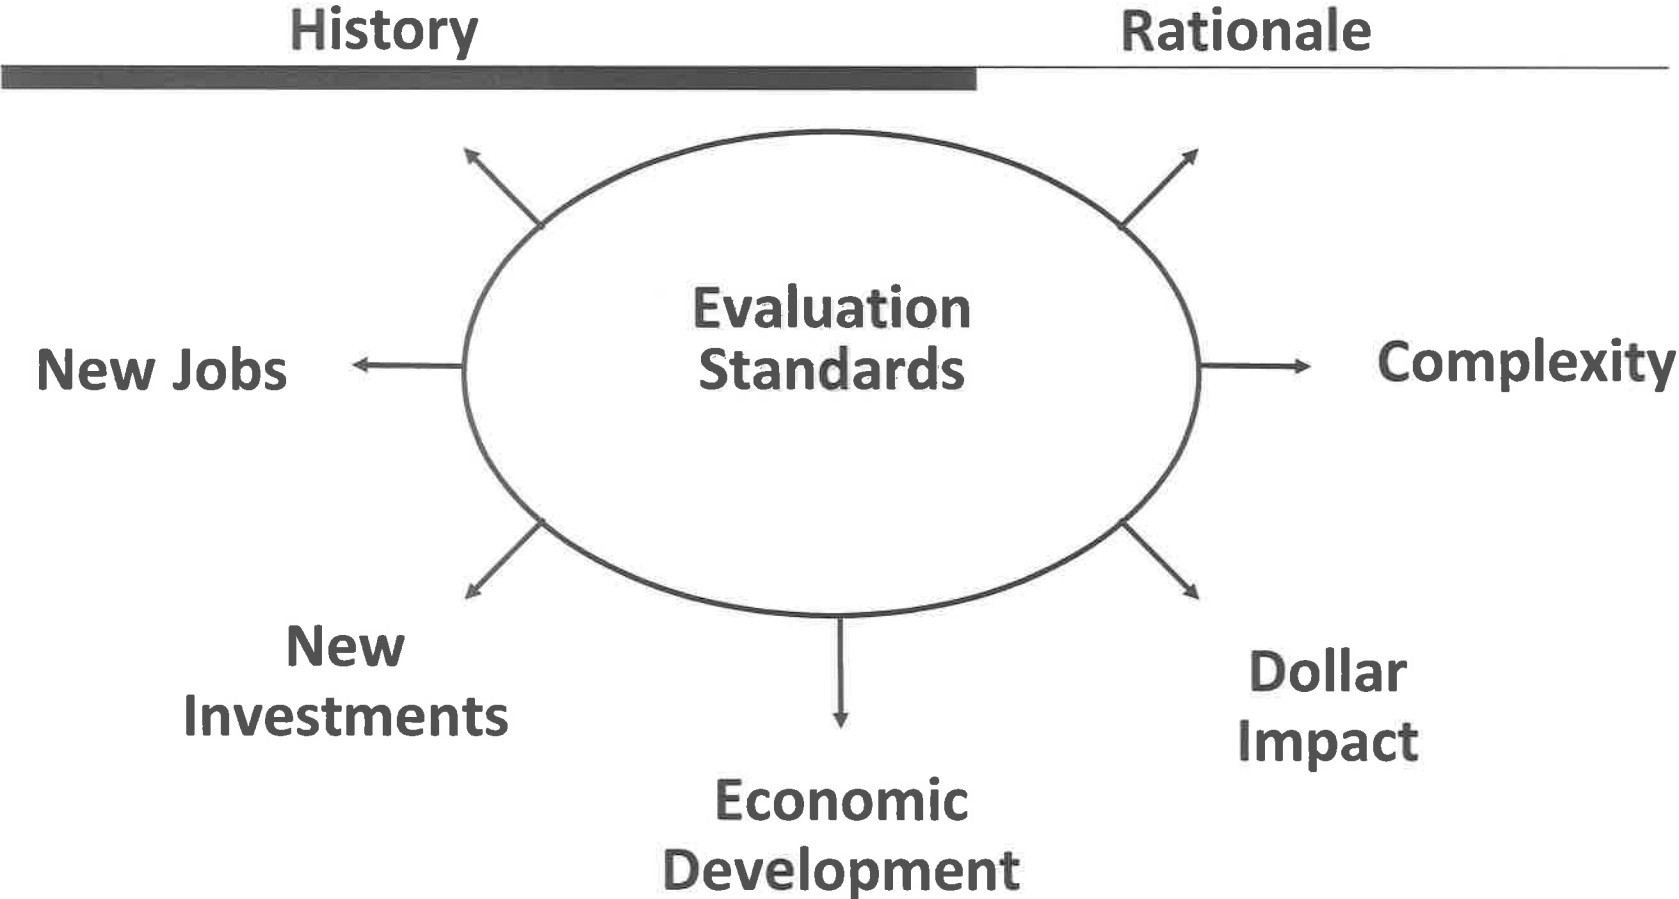 History
Rationale
Evaluation
Standards
New Jobs
Complexity
New
Investments
Dollar
Impact
Economic
Development